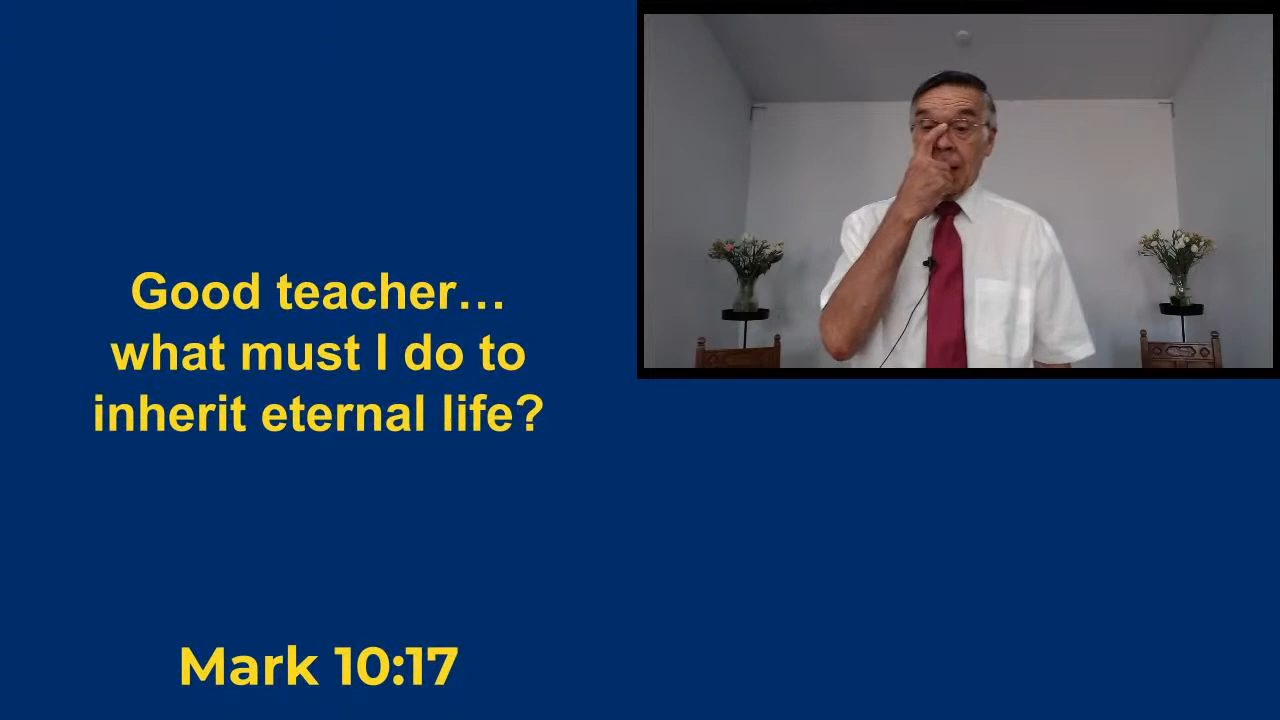 Good teacher…
what must I do to
inherit eternal life?
Mark 10:17